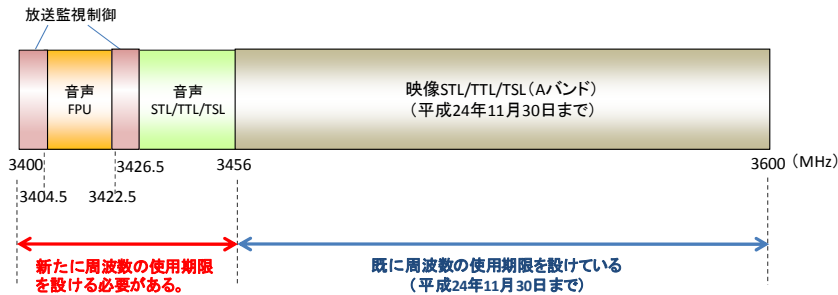 放送監視制御
音声
FPU
音声
STL/TTL/TSL
映像STL/TTL/TSL(Aバンド)
(平成24年11月30日まで)
3400
3426.5
3456
3600 (MHz)
3404.5
3422.5
新たに周波数の使用期限
を設ける必要がある。
既に周波数の使用期限を設けている
(平成24年11月30日まで)